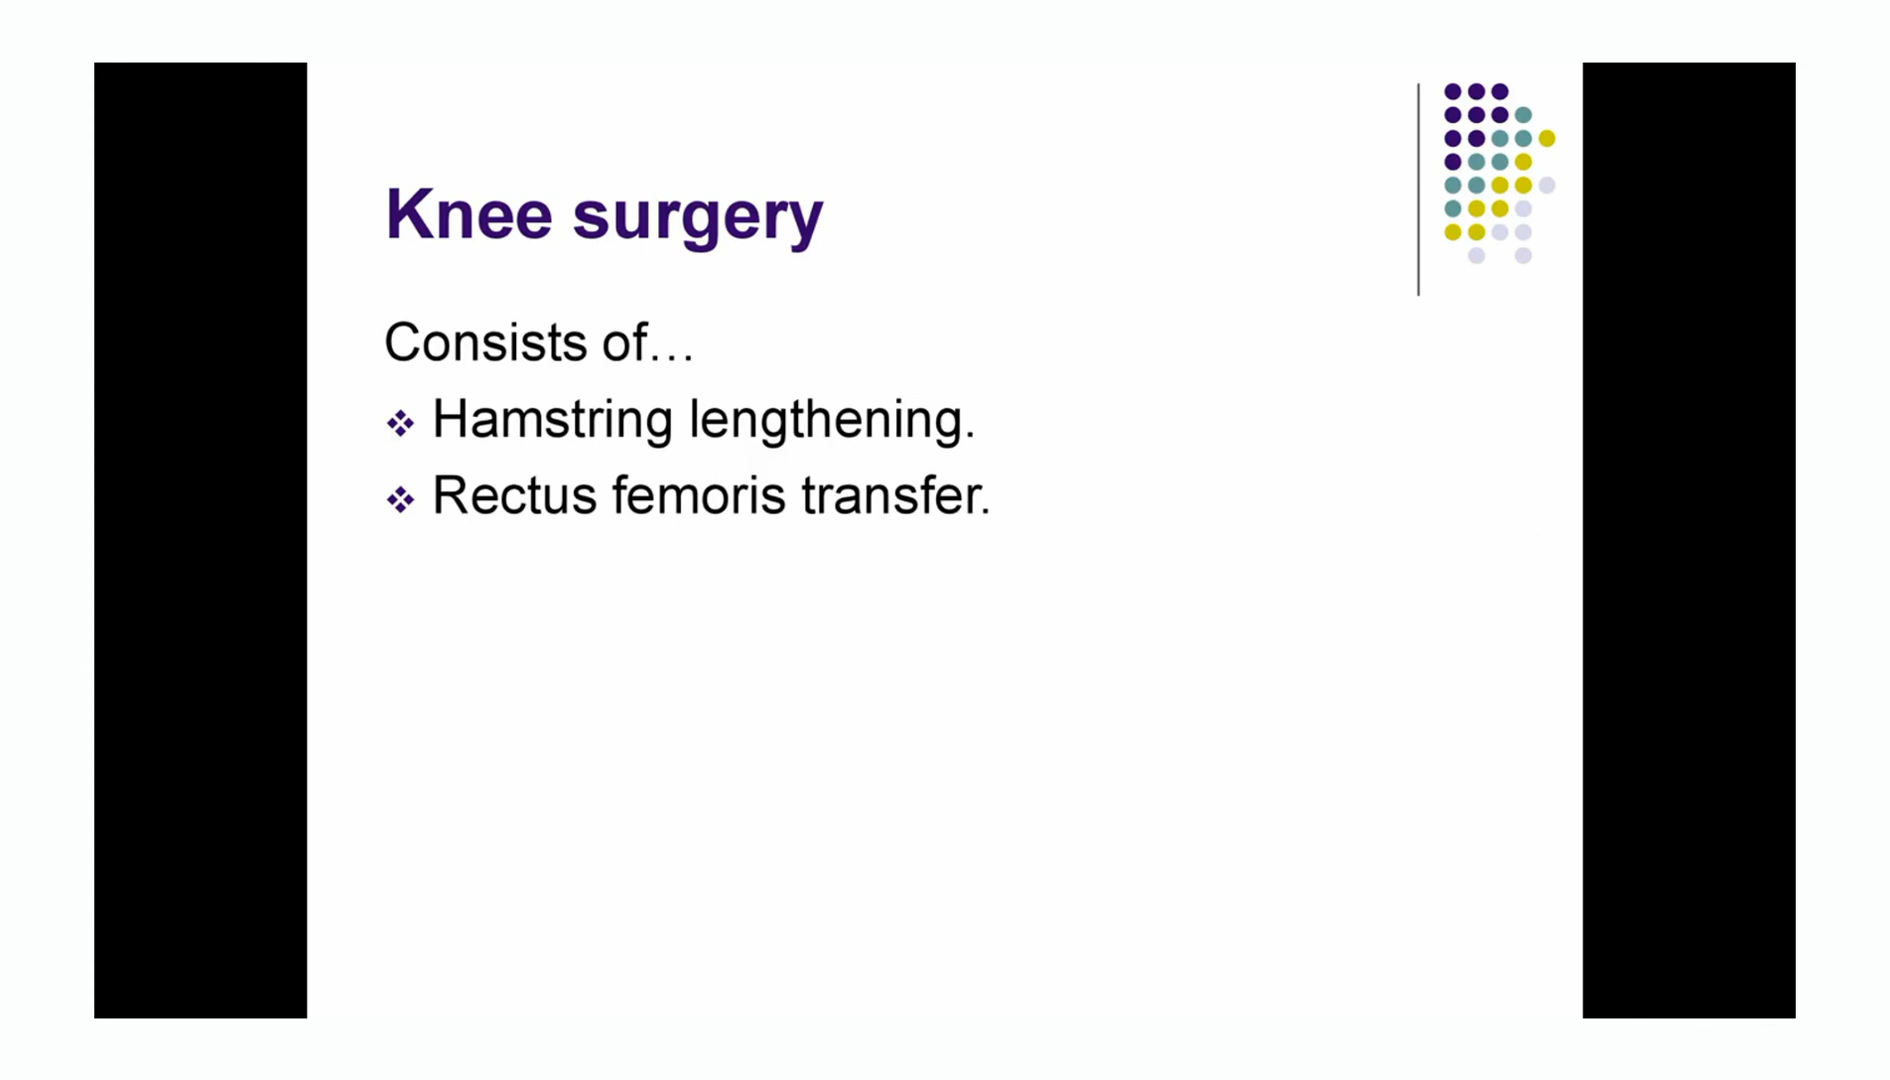 Knee surgery
Consists of…
❖ Hamstring lengthening.
❖ Rectus femoris transfer.